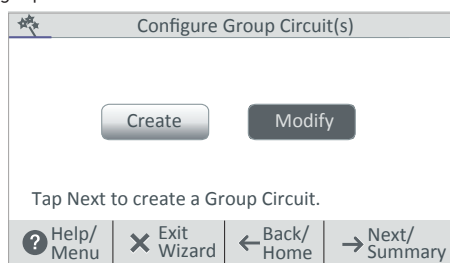 Configure Group Circuit(s)
Create
Modify
Tap Next to create a Group Circuit.
Help/
Menu
Exit
Wizard
Back/
Home
Next/
Summary